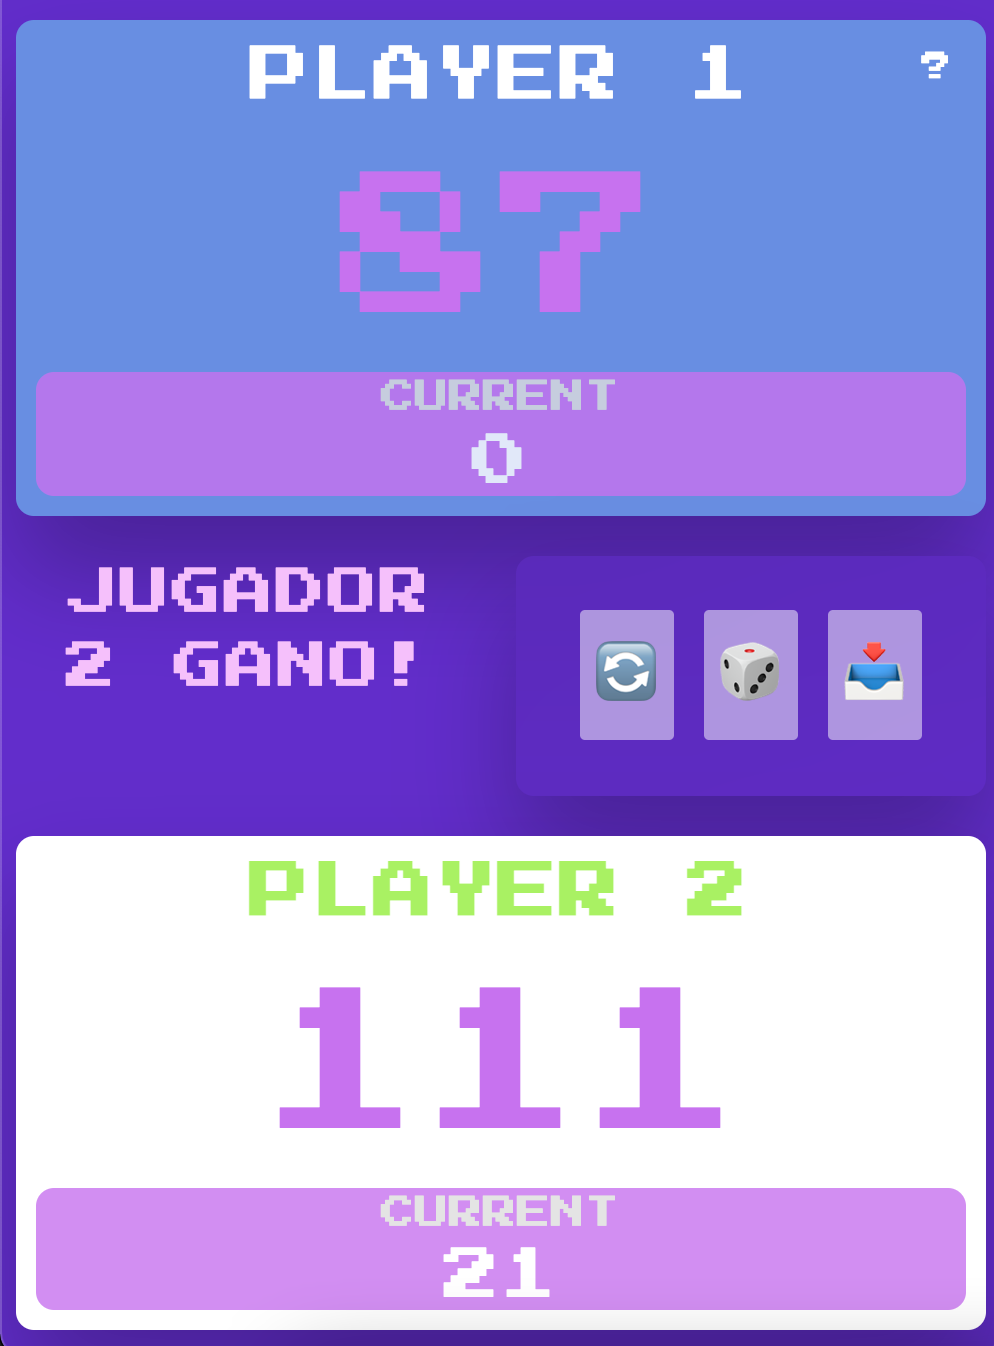 PLAYER 1
?
87
CURRENT
0
JUGADOR
2 GANO!
PLAYER 2
111
CURRENT
21